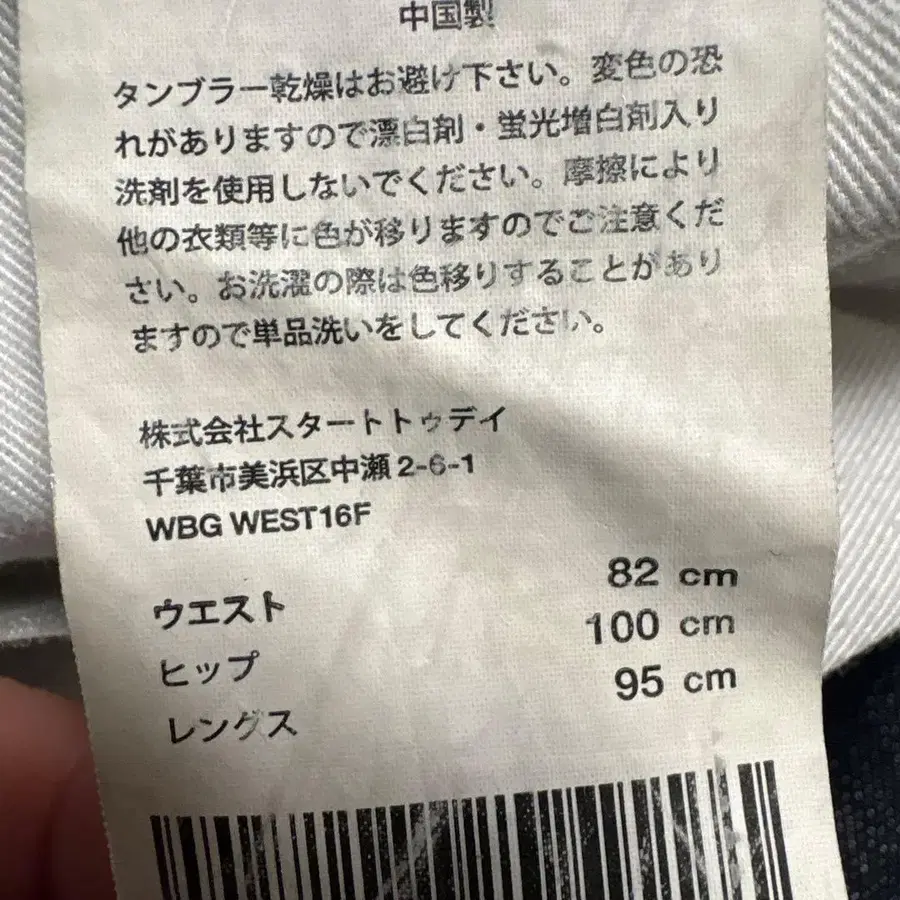 中国製
タンブラー乾燥はお避け下さい。変色の恐
れがありますので漂白剤・蛍光増白剤入り
洗剤を使用しないでください。摩擦により
他の衣類等に色が移りますのでご注意くだ
さい。お洗濯の際は色移りすることがあり
ますので単品洗いをしてください。
株式会社スタートトゥデイ
千葉市美浜区中瀬2-6-1
WBG WEST16F
ウエスト 82 cm
ヒップ 100 cm
レングス 95 cm